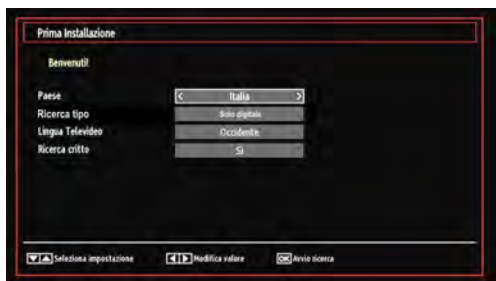 Prima Installazione
Benvenuti!
Paese < Italia >
Ricerca tipo Solo digitale
Lingua Televideo Occidente
Ricerca critto Sì
Seleziona impostazione Modifica valore OK Avvio ricerca